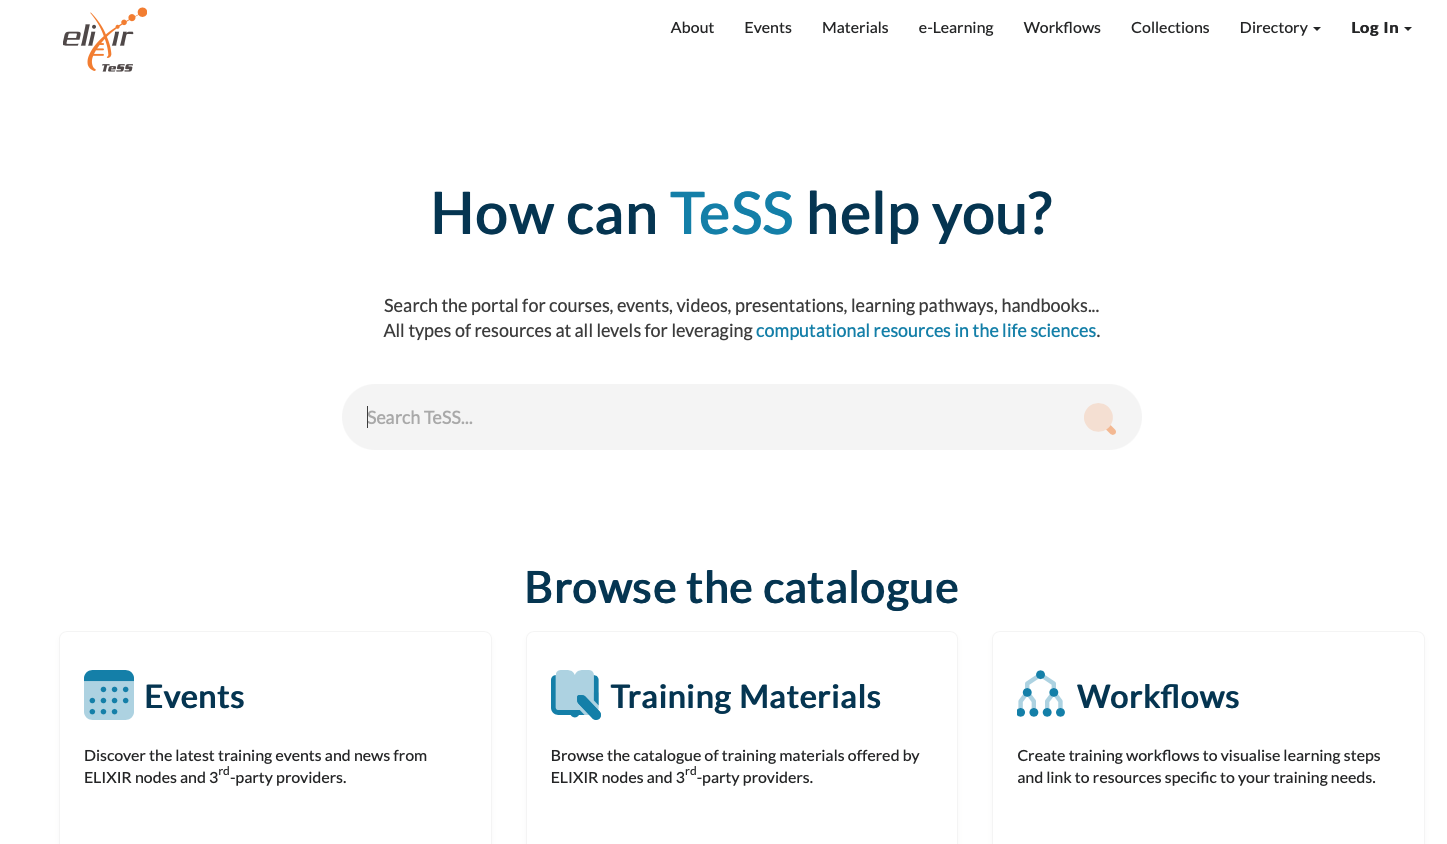 elixir
TeSS
About Events Materials e-Learning Workflows Collections Directory Log In
How can TeSS help you?
Search the portal for courses, events, videos, presentations, learning pathways, handbooks...
All types of resources at all levels for leveraging computational resources in the life sciences.
Search TeSS...
Browse the catalogue
Events
Discover the latest training events and news from
ELIXIR nodes and 3rd-party providers.
Training Materials
Browse the catalogue of training materials offered by
ELIXIR nodes and 3rd-party providers.
Workflows
Create training workflows to visualise learning steps
and link to resources specific to your training needs.